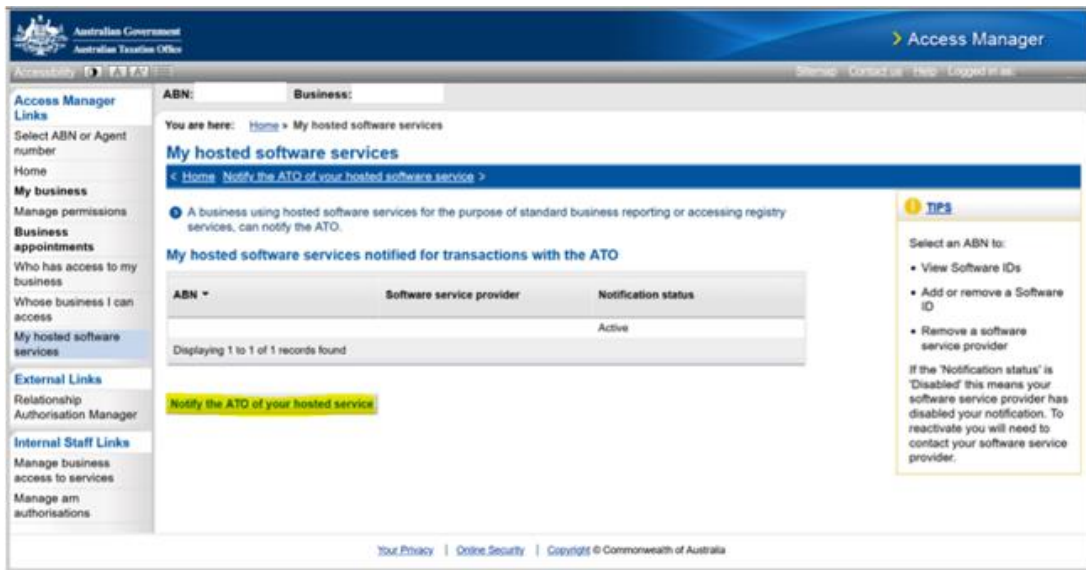 Australian Government
Australian Taxation Office
Access Manager
Accessibility
Sitemap Contact us Help Logged in as:
Access Manager
Links
Select ABN or Agent
number
Home
My business
Manage permissions
Business
appointments
Who has access to my
business
Whose business I can
access
My hosted software
services
External Links
Relationship
Authorisation Manager
Internal Staff Links
Manage business
access to services
Manage am
authorisations
ABN: Business:
You are here: Home » My hosted software services
My hosted software services
< Home Notify the ATO of your hosted software service >
A business using hosted software services for the purpose of standard business reporting or accessing registry
services, can notify the ATO.
My hosted software services notified for transactions with the ATO
ABN Software service provider Notification status
Active
Displaying 1 to 1 of 1 records found
Notify the ATO of your hosted service
TIPS
Select an ABN to:
• View Software IDs
• Add or remove a Software
ID
• Remove a software
service provider
If the 'Notification status' is
'Disabled' this means your
software service provider has
disabled your notification. To
reactivate you will need to
contact your software service
provider.
Your Privacy | Online Security | Copyright © Commonwealth of Australia